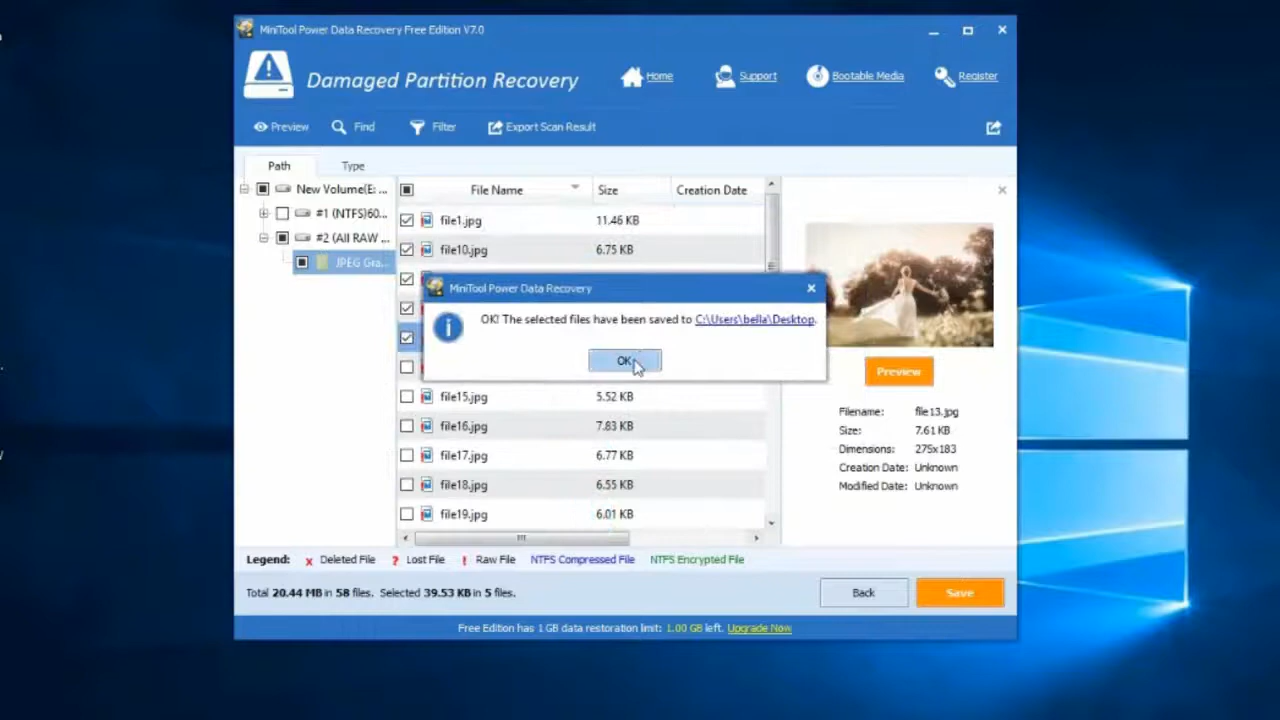 MiniTool Power Data Recovery Free Edition V7.0
Damaged Partition Recovery
Home
Support
Bootable Media
Register
Preview
Find
Filter
Export Scan Result
Path
Type
New Volume(E: ...
#1 (NTFS)60...
#2 (All RAW ...
JPEG Gra...
File Name
Size
Creation Date
file1.jpg
11.46 KB
file10.jpg
6.75 KB
MiniTool Power Data Recovery
OK! The selected files have been saved to C:\Users\bella\Desktop.
OK
file15.jpg
5.52 KB
file16.jpg
7.83 KB
file17.jpg
6.77 KB
file18.jpg
6.55 KB
file19.jpg
6.01 KB
Preview
Filename: file13.jpg
Size: 7.61 KB
Dimensions: 275x183
Creation Date: Unknown
Modified Date: Unknown
Legend:
Deleted File
Lost File
Raw File
NTFS Compressed File
NTFS Encrypted File
Total 20.44 MB in 58 files. Selected 39.53 KB in 5 files.
Back
Save
Free Edition has 1 GB data restoration limit: 1.00 GB left. Upgrade Now